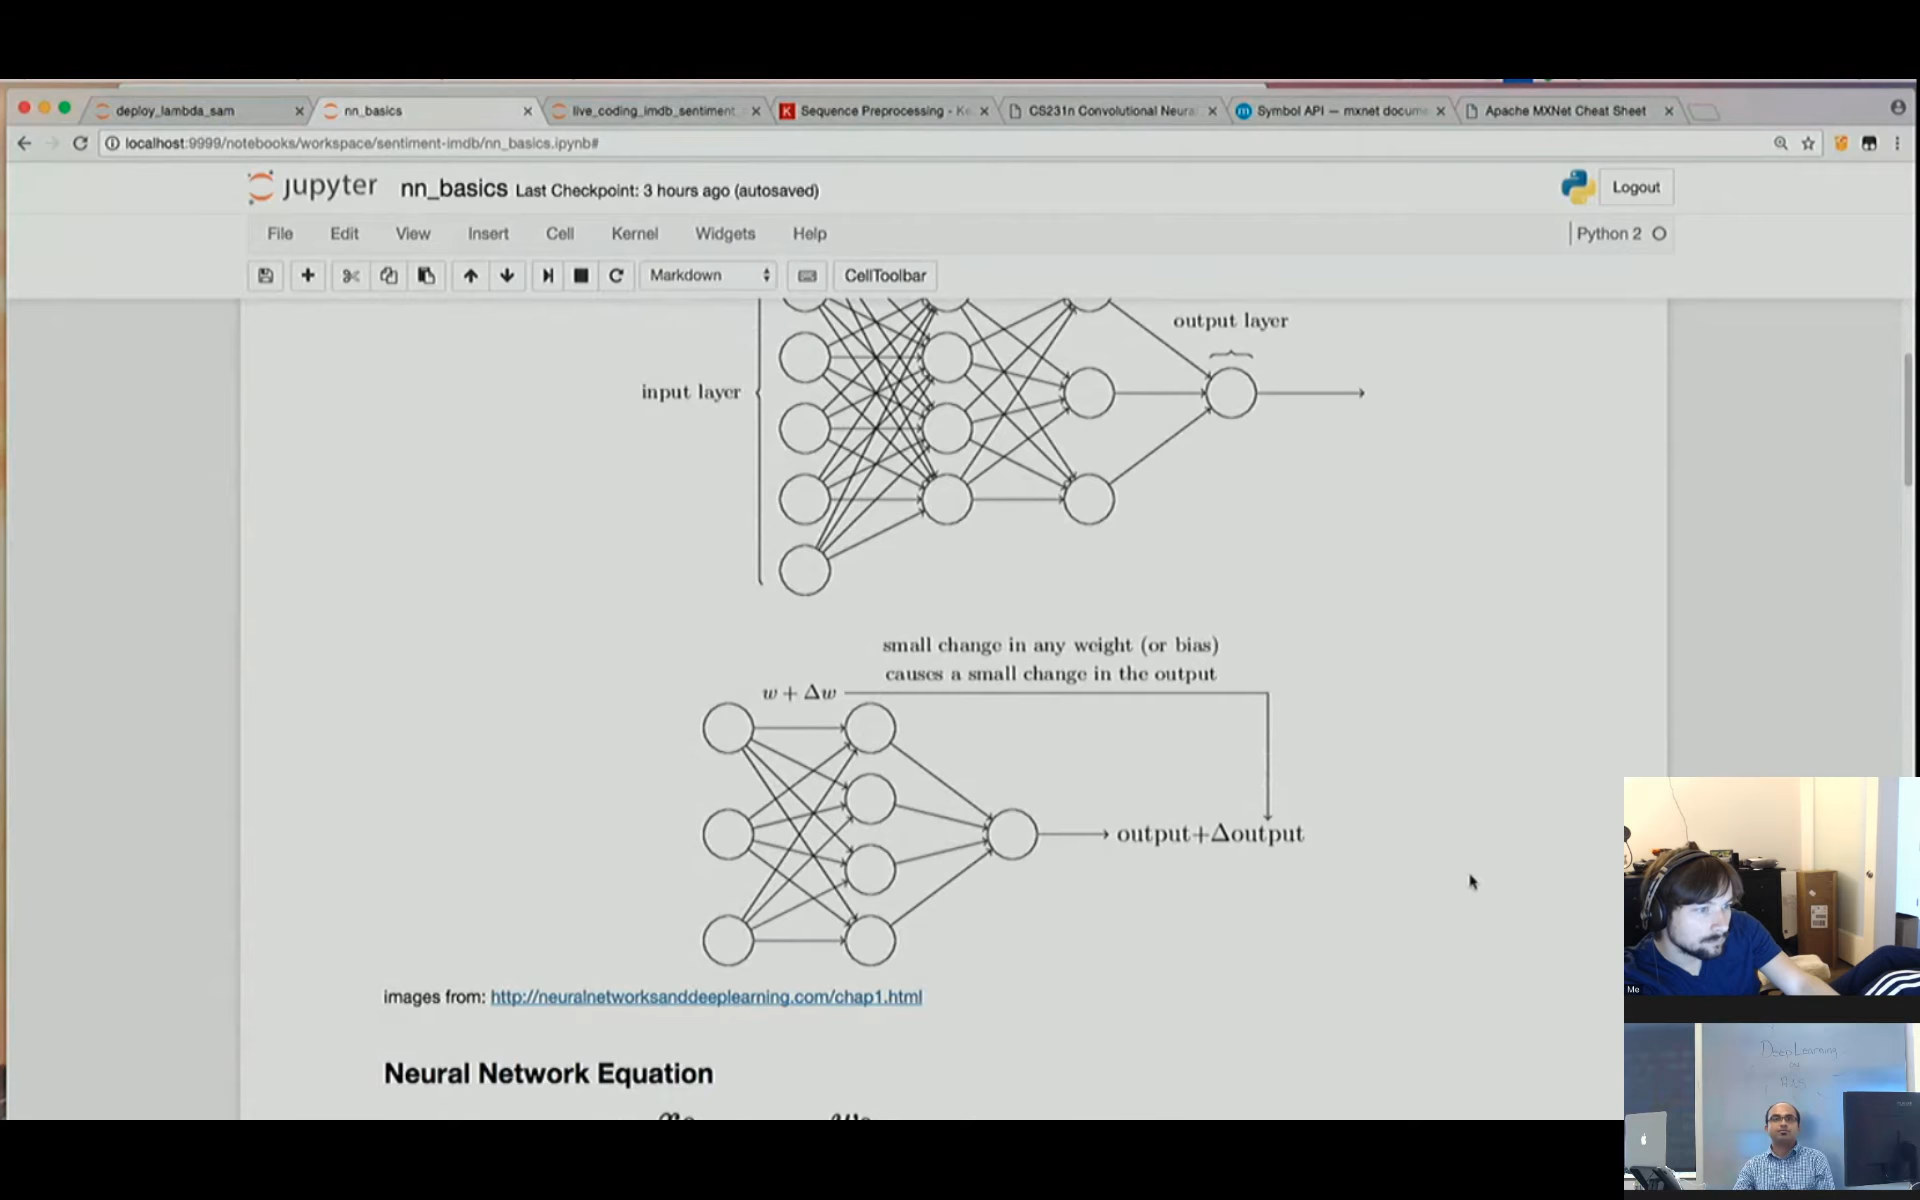 deploy_lambda_sam
nn_basics
live_coding_imdb_sentiment
Sequence Preprocessing - Ke
CS231n Convolutional Neura
Symbol API — mxnet docume
Apache MXNet Cheat Sheet
localhost:9999/notebooks/workspace/sentiment-imdb/nn_basics.ipynb#
jupyter nn_basics Last Checkpoint: 3 hours ago (autosaved)
Logout
File Edit View Insert Cell Kernel Widgets Help
Python 2
Markdown
CellToolbar
output layer
input layer
small change in any weight (or bias)
causes a small change in the output
w + Δw
output+Δoutput
images from: http://neuralnetworksanddeeplearning.com/chap1.html
Neural Network Equation
Me
DeepLearning
on
AWS